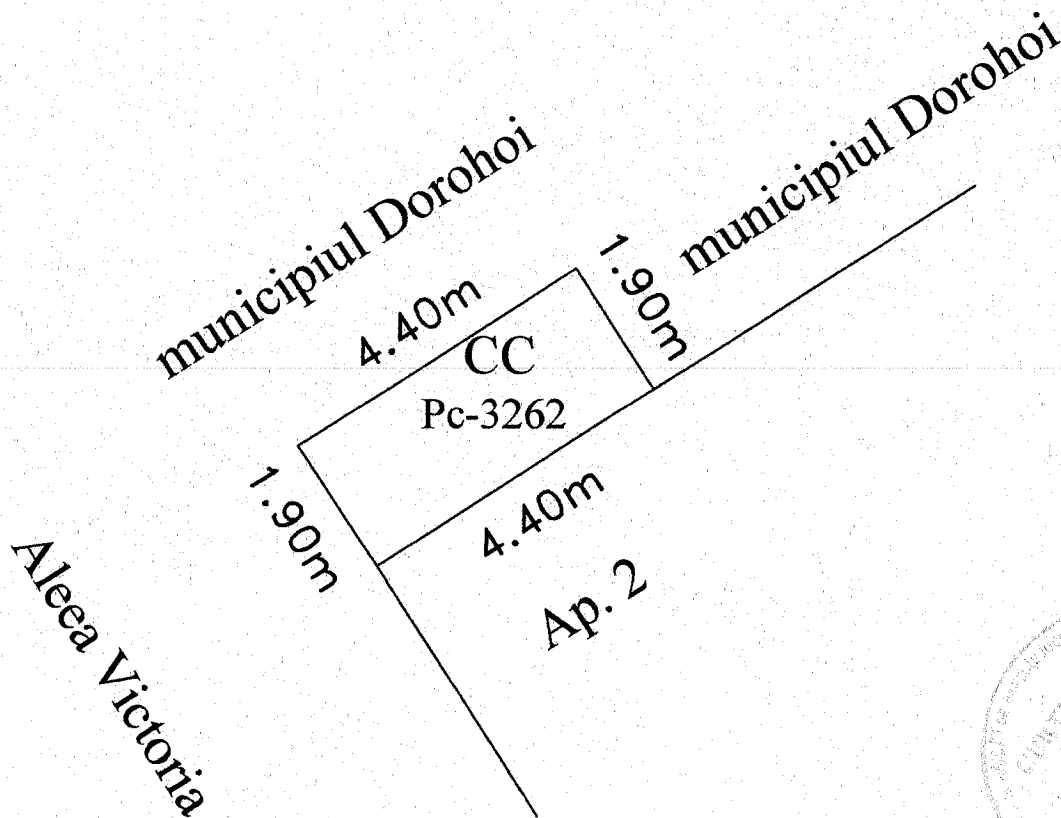 municipiul Dorohoi
municipiul Dorohoi
4.40m
1.90m
CC
Pc-3262
1.90m
4.40m
Ap. 2
Aleea Victoria